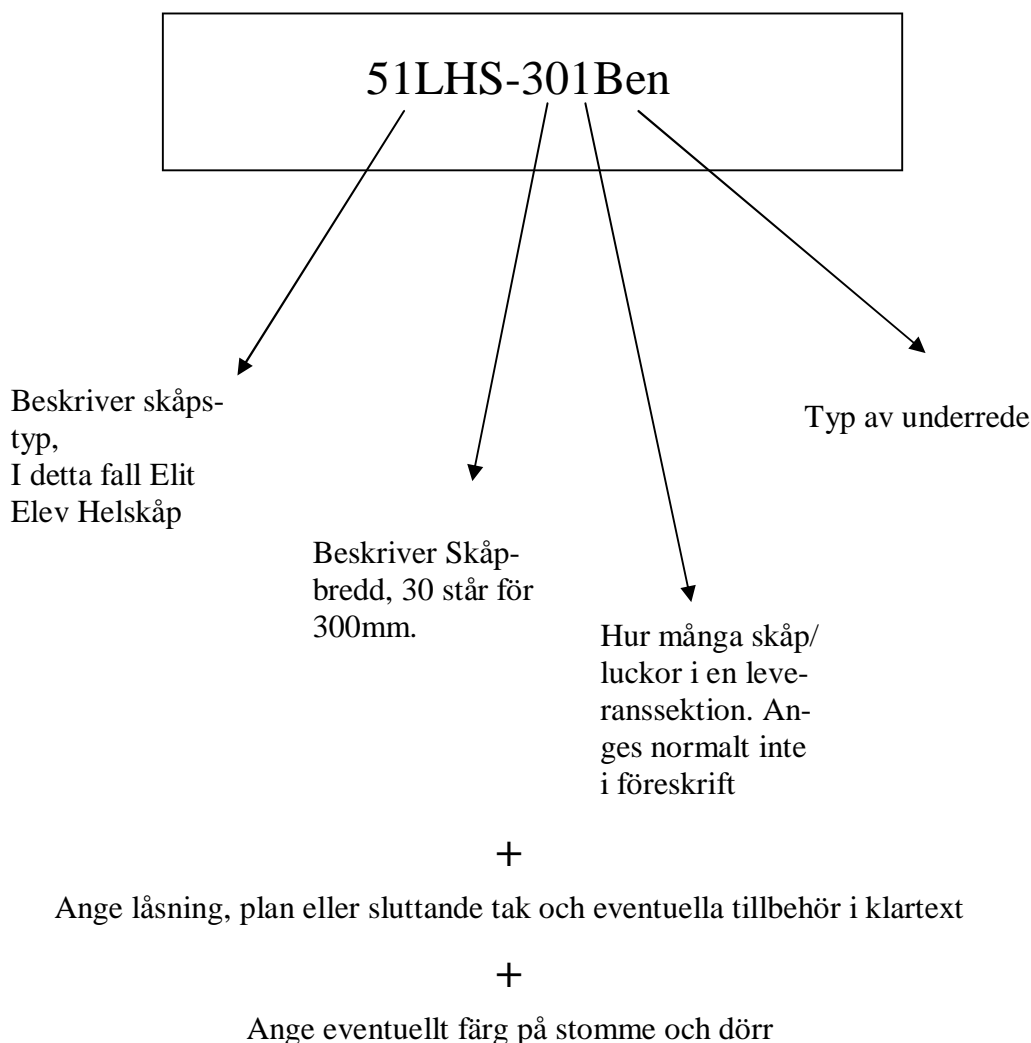 51LHS-301Ben
Beskriver skåps-
typ,
I detta fall Elit
Elev Helskåp
Typ av underrede
Beskriver Skåp-
bredd, 30 står för
300mm.
Hur många skåp/
luckor i en leve-
ranssektion. An-
ges normalt inte
i föreskrift
+
Ange låsning, plan eller sluttande tak och eventuella tillbehör i klartext
+
Ange eventuellt färg på stomme och dörr